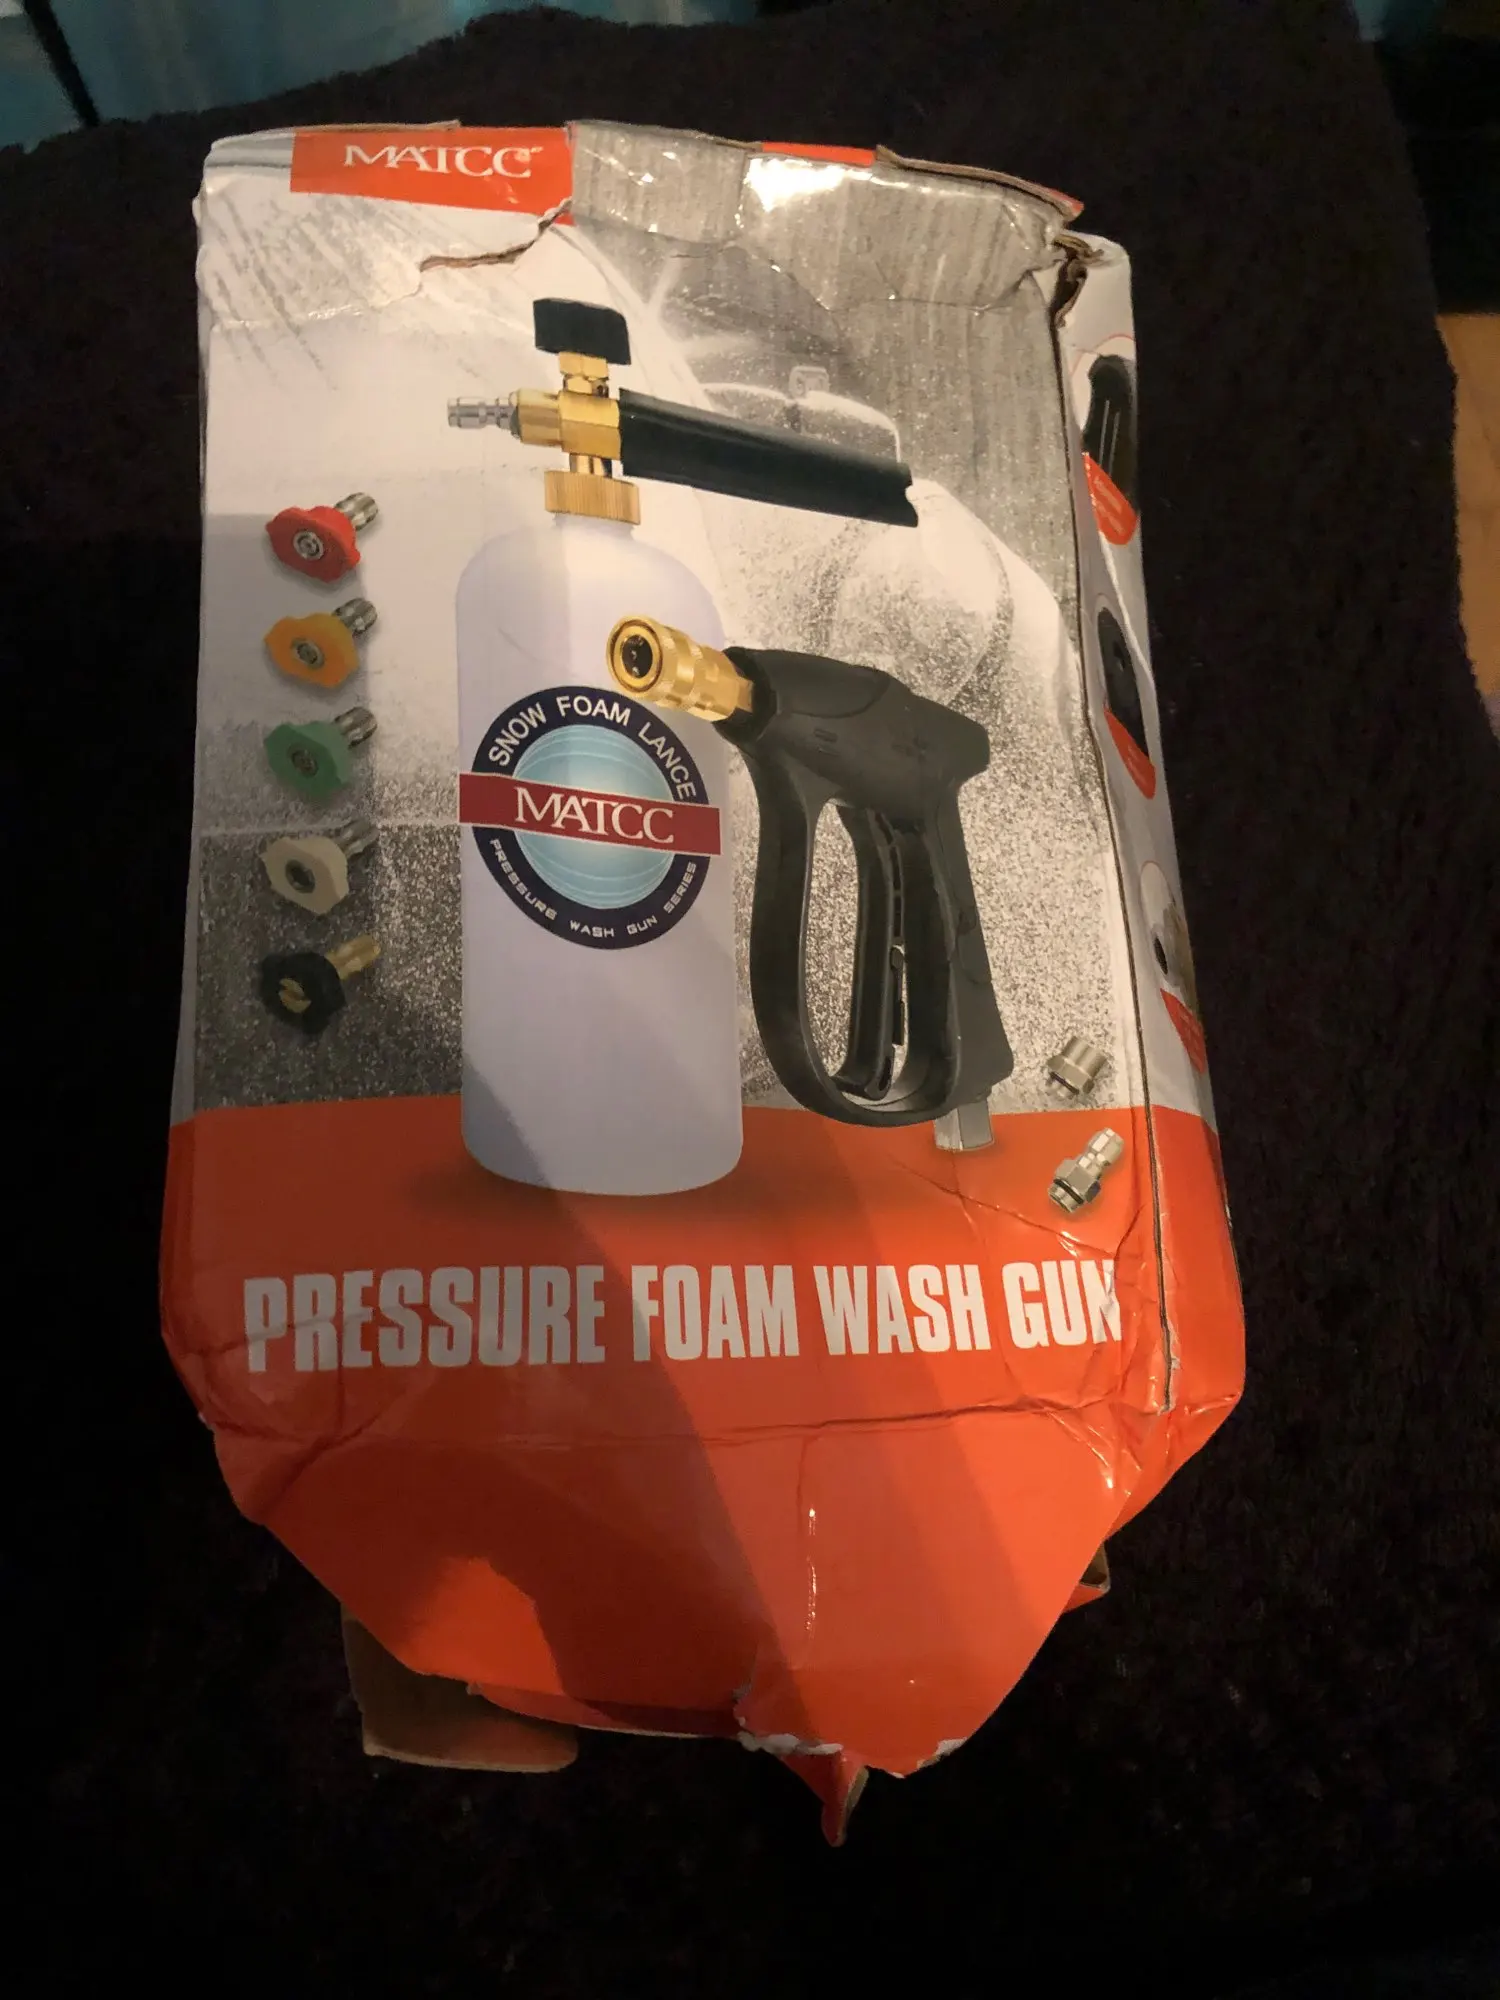 MATCC
SNOW FOAM LANCE
MATCC
PRESSURE WASH GUN SERIES
PRESSURE FOAM WASH GUN